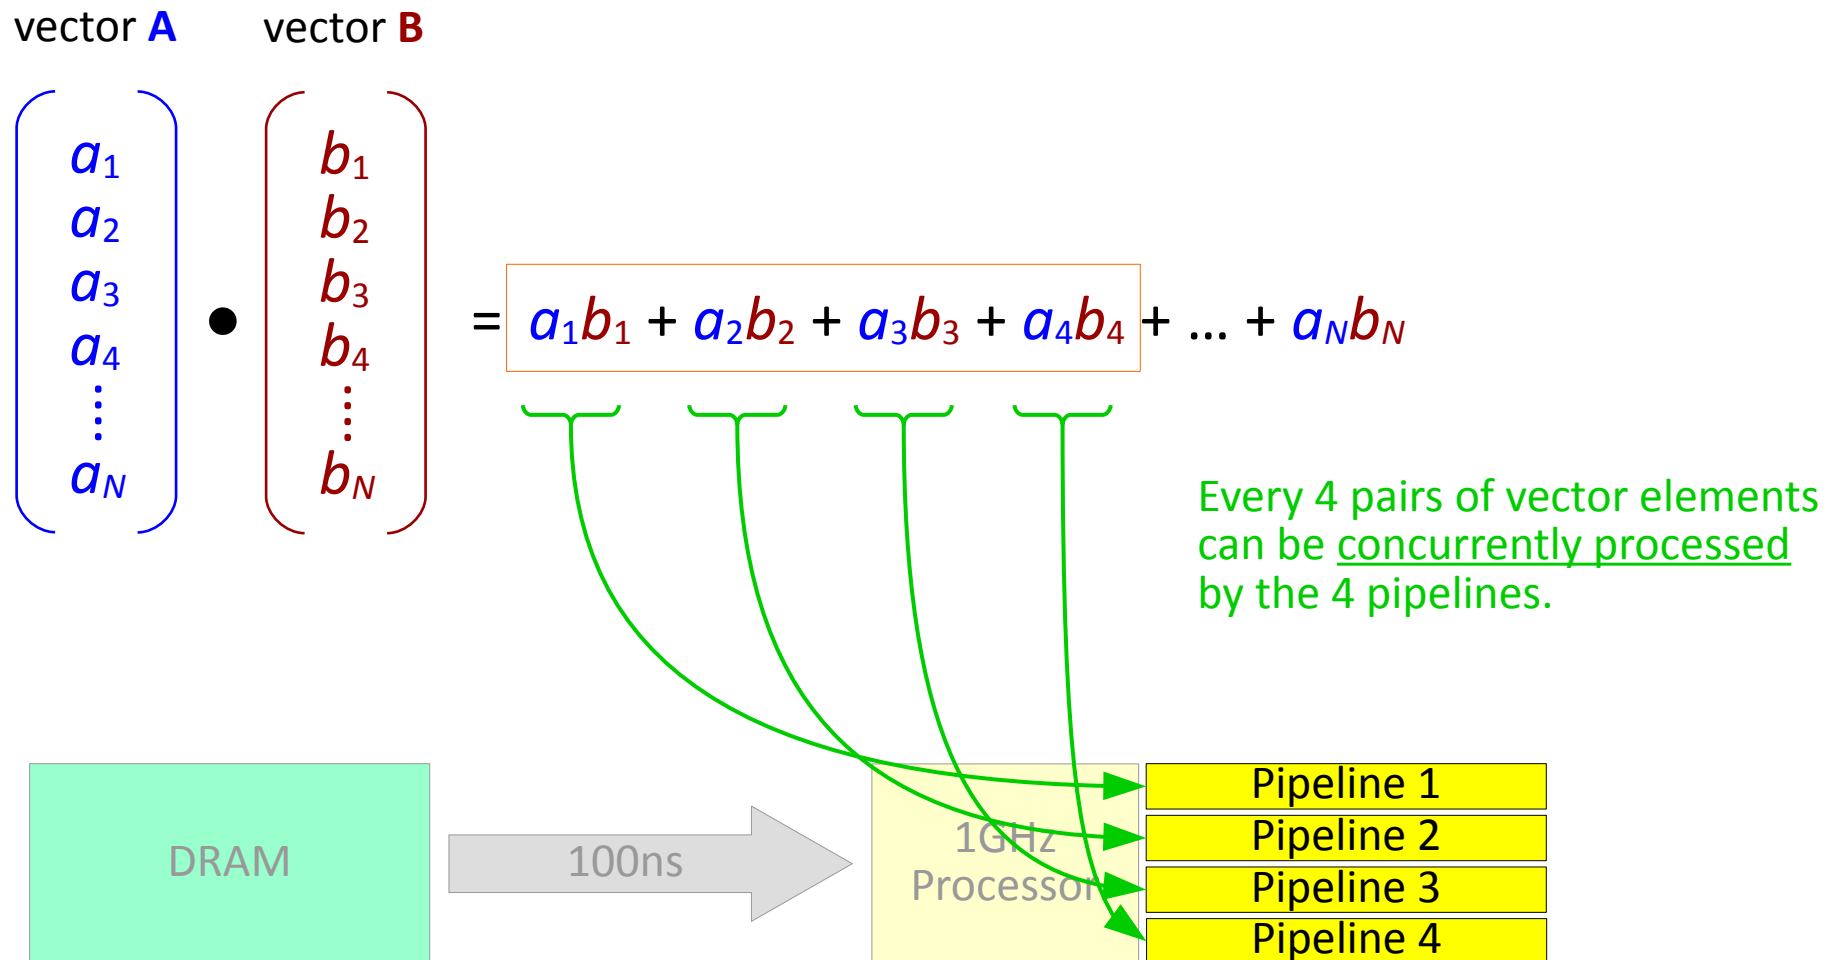 vector A vector B
a1 b1
a2 b2
a3 b3
a4 b4
⋮ ⋮
aN bN
• = a1b1 + a2b2 + a3b3 + a4b4 + ... + aNbN
Every 4 pairs of vector elements
can be concurrently processed
by the 4 pipelines.
DRAM
100ns
1GHz
Processor
Pipeline 1
Pipeline 2
Pipeline 3
Pipeline 4